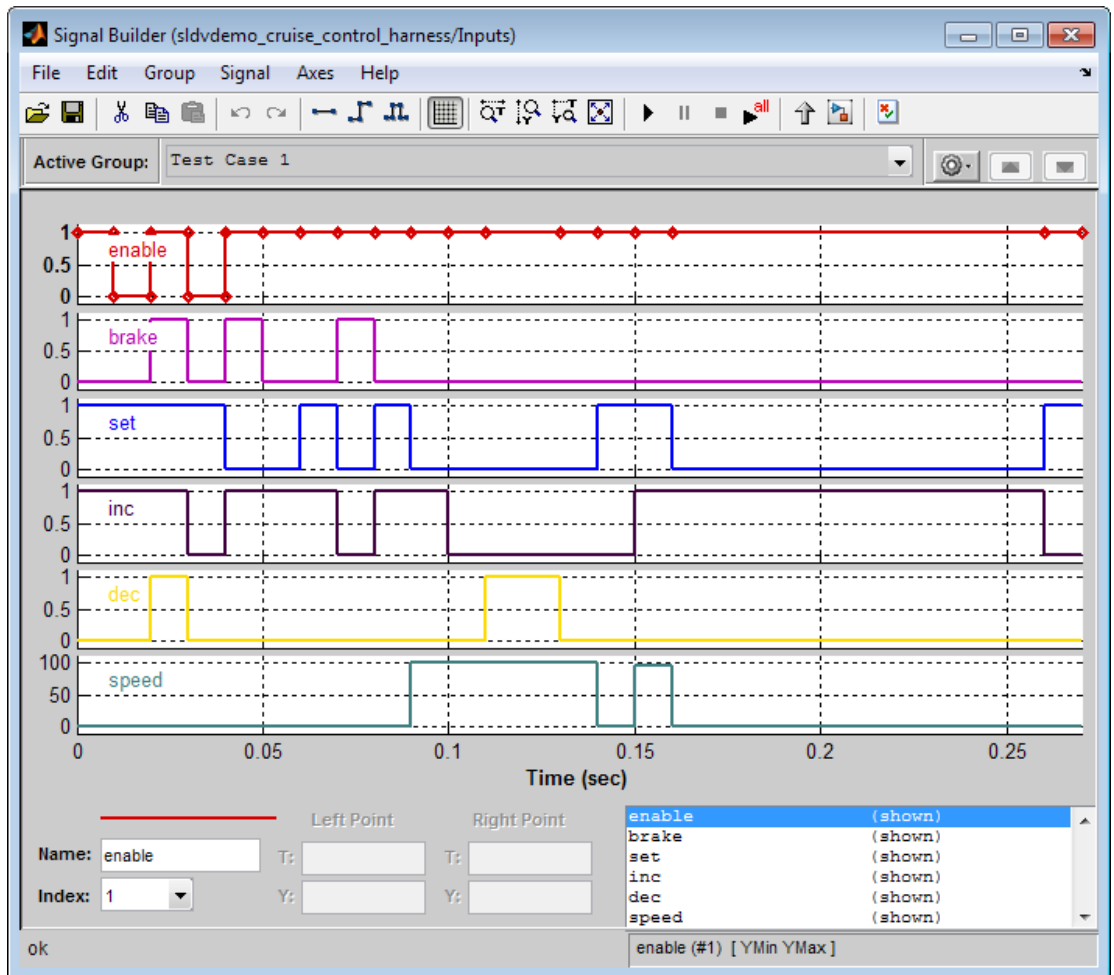 Signal Builder (sldvdemo_cruise_control_harness/Inputs)
File Edit Group Signal Axes Help
all
Active Group: Test Case 1
1
enable
0.5
0
1
brake
0.5
0
1
set
0.5
0
1
inc
0.5
0
1
dec
0.5
0
100
speed
50
0
0 0.05 0.1 0.15 0.2 0.25
Time (sec)
Left Point Right Point
Name: enable T: T:
Index: 1 Y: Y:
enable (shown)
brake (shown)
set (shown)
inc (shown)
dec (shown)
speed (shown)
ok
enable (#1) [ YMin YMax ]